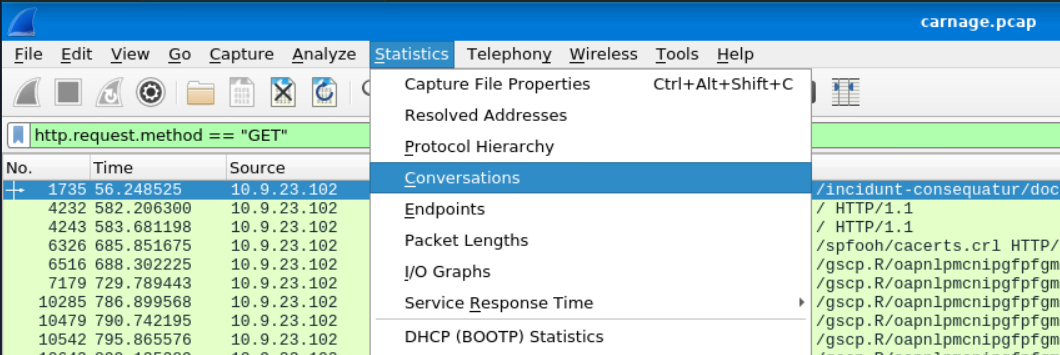 carnage.pcap
File Edit View Go Capture Analyze Statistics Telephony Wireless Tools Help
Capture File Properties Ctrl+Alt+Shift+C
Resolved Addresses
http.request.method == "GET"
Protocol Hierarchy
No. Time Source
Conversations
1735 56.248525 10.9.23.102 /incidunt-consequatur/doc
4232 582.206300 10.9.23.102 / HTTP/1.1
Endpoints
4243 583.681198 10.9.23.102 / HTTP/1.1
Packet Lengths
6326 685.851675 10.9.23.102 /spfooh/cacerts.crl HTTP/
6516 688.302225 10.9.23.102 /gscp.R/oapnlpmcnipgfpfgm
I/O Graphs
7179 729.789443 10.9.23.102 /gscp.R/oapnlpmcnipgfpfgm
Service Response Time
10285 786.899568 10.9.23.102 /gscp.R/oapnlpmcnipgfpfgm
10479 790.742195 10.9.23.102 /gscp.R/oapnlpmcnipgfpfgm
DHCP (BOOTP) Statistics
10542 795.865576 10.9.23.102 /gscp.R/oapnlpmcnipgfpfgm